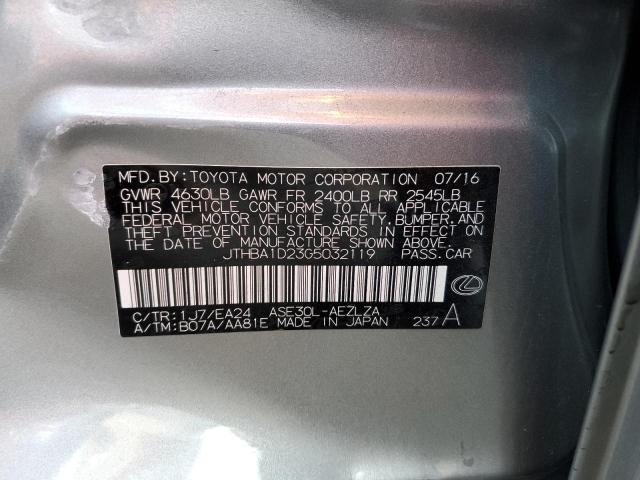 MFD. BY: TOYOTA MOTOR CORPORATION 07/16
GVWR 4630LB GAWR FR 2400LB RR 2545LB
THIS VEHICLE CONFORMS TO ALL APPLICABLE
FEDERAL MOTOR VEHICLE SAFETY, BUMPER, AND
THEFT PREVENTION STANDARDS IN EFFECT ON
THE DATE OF MANUFACTURE SHOWN ABOVE.
JTHBA1D23G5032119 PASS. CAR
C/TR: 1J7/EA24 ASE30L-AEZLZA
A/TM: B07A/AA81E MADE IN JAPAN 237 A